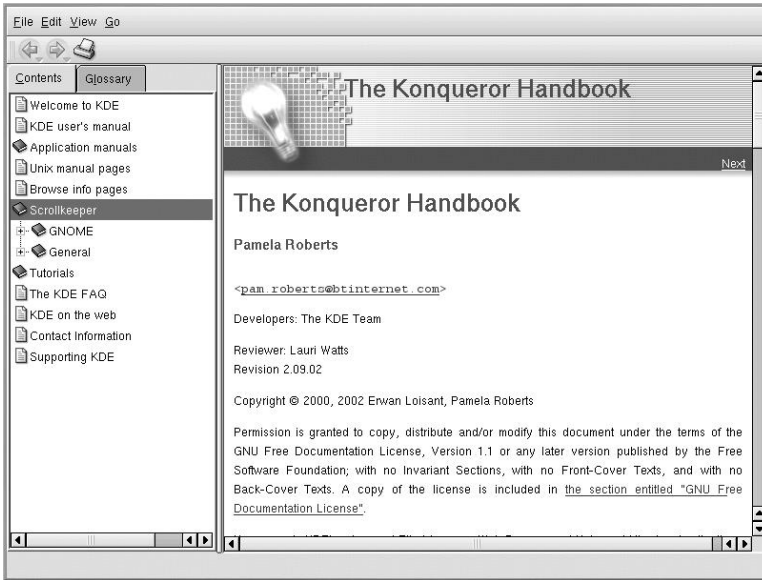 File Edit View Go
Contents Glossary
Welcome to KDE
KDE user's manual
Application manuals
Unix manual pages
Browse info pages
Scrollkeeper
GNOME
General
Tutorials
The KDE FAQ
KDE on the web
Contact Information
Supporting KDE
The Konqueror Handbook
Next
The Konqueror Handbook
Pamela Roberts
<pam.roberts@btinternet.com>
Developers: The KDE Team
Reviewer: Lauri Watts
Revision 2.09.02
Copyright © 2000, 2002 Erwan Loisant, Pamela Roberts
Permission is granted to copy, distribute and/or modify this document under the terms of the
GNU Free Documentation License, Version 1.1 or any later version published by the Free
Software Foundation; with no Invariant Sections, with no Front-Cover Texts, and with no
Back-Cover Texts. A copy of the license is included in the section entitled "GNU Free
Documentation License".